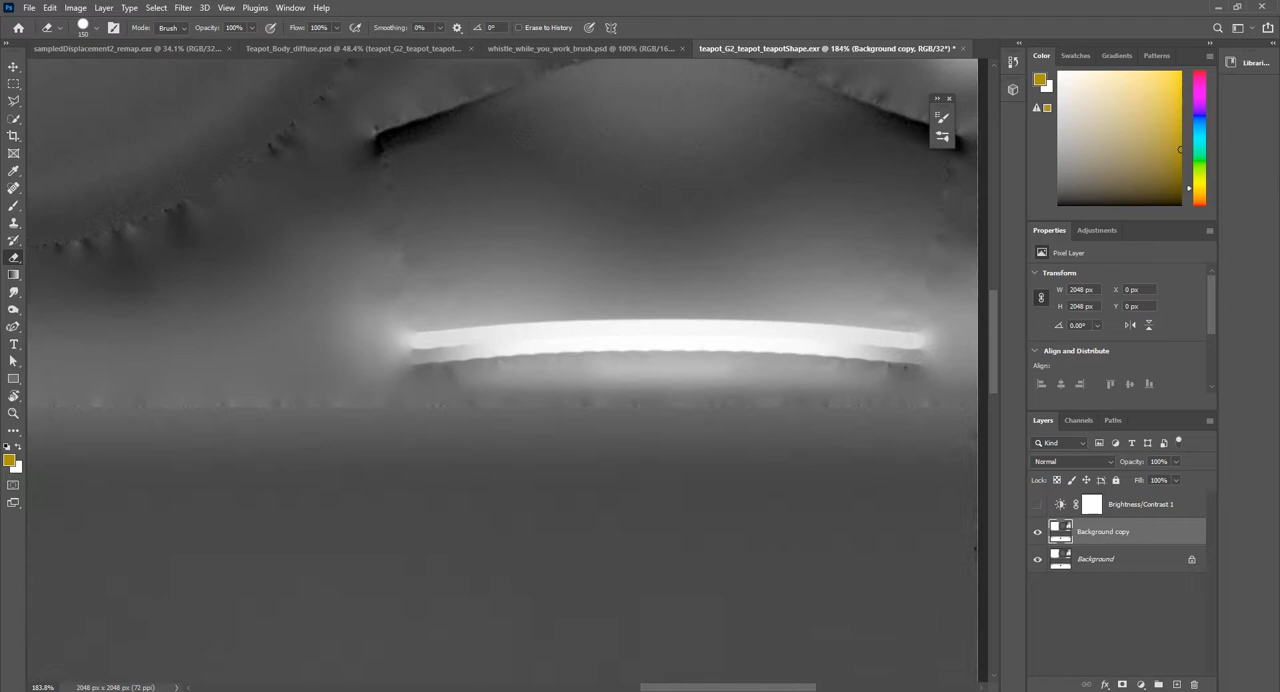 Ps File Edit Image Layer Type Select Filter 3D View Plugins Window Help
150 Mode: Brush Opacity: 100% Flow: 100% Smoothing: 0% 0° Erase to History
sampledDisplacement2_remap.exr @ 34.1% (RGB/32... × Teapot_Body_diffuse.psd @ 48.4% (teapot_G2_teapot_teapot... × whistle_while_you_work_brush.psd @ 100% (RGB/16... × teapot_G2_teapot_teapotShape.exr @ 184% (Background copy, RGB/32*) * ×
Color Swatches Gradients Patterns
Librari...
Properties Adjustments
Pixel Layer
Transform
W 2048 px X 0 px
H 2048 px Y 0 px
0.00°
Align and Distribute
Align:
Layers Channels Paths
Kind
Normal Opacity: 100%
Lock: Fill: 100%
Brightness/Contrast 1
Background copy
Background
fx
183.8% 2048 px x 2048 px (72 ppi)